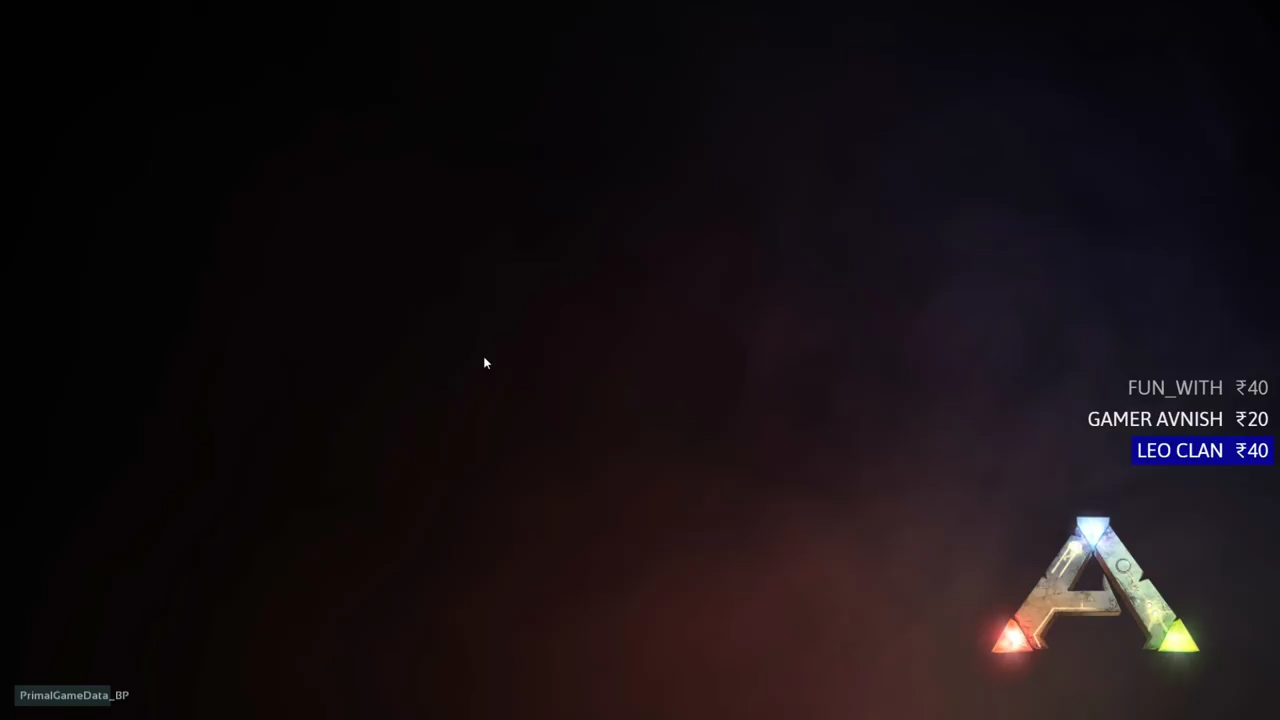 FUN_WITH ₹40
GAMER AVNISH ₹20
LEO CLAN ₹40
PrimalGameData_BP